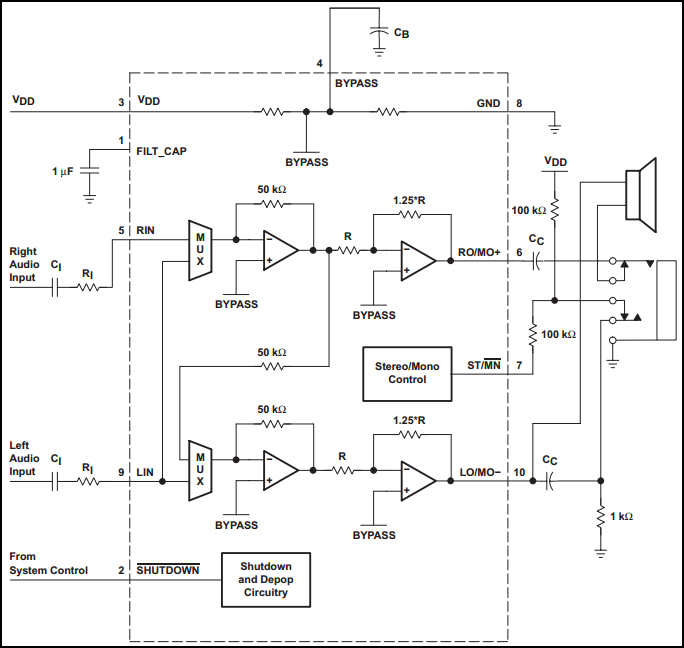 CB
4
BYPASS
VDD
3
VDD
GND
8
1
FILT_CAP
1 μF
BYPASS
VDD
50 kΩ
1.25*R
100 kΩ
5
RIN
M
U
X
−
+
R
−
+
RO/MO+
6
CC
Right
Audio
Input
CI
RI
BYPASS
BYPASS
100 kΩ
50 kΩ
Stereo/Mono
Control
ST/MN
7
50 kΩ
1.25*R
Left
Audio
Input
CI
RI
9
LIN
M
U
X
−
+
R
−
+
LO/MO−
10
CC
1 kΩ
BYPASS
BYPASS
From
System Control
2
SHUTDOWN
Shutdown
and Depop
Circuitry